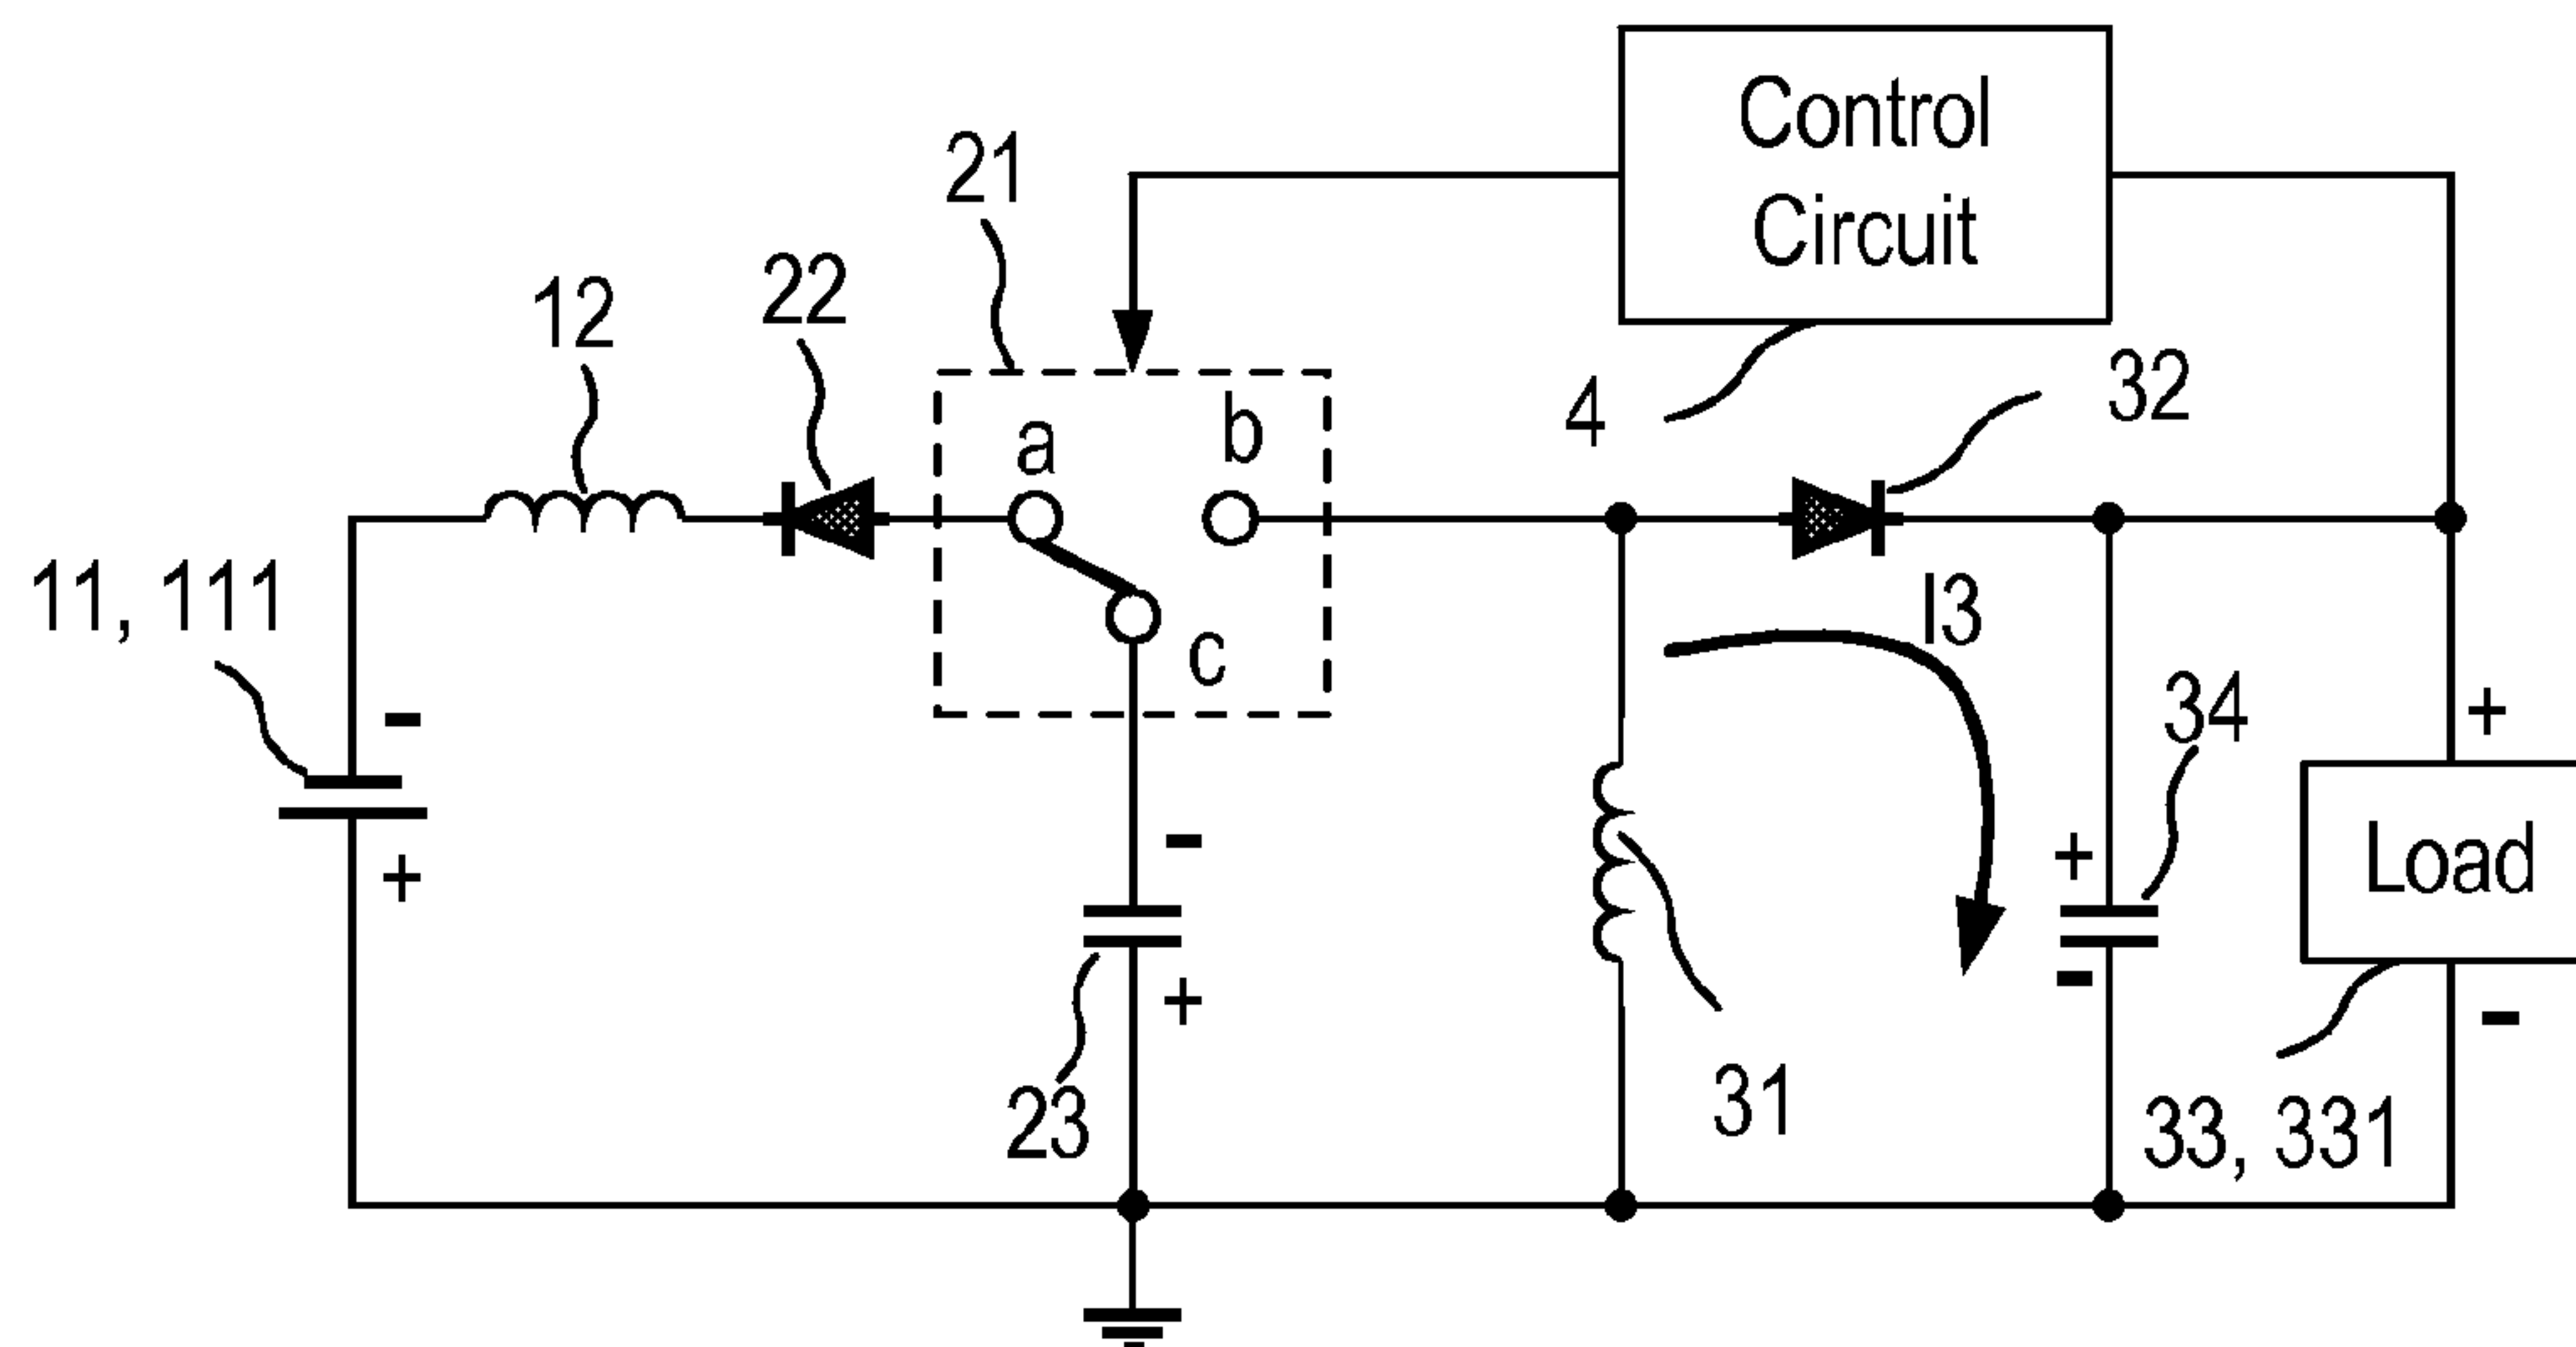 Control
Circuit
21
22
12
4
32
a
b
11, 111
I3
c
-
34
+
-
+
Load
+
-
+
-
31
23
33, 331